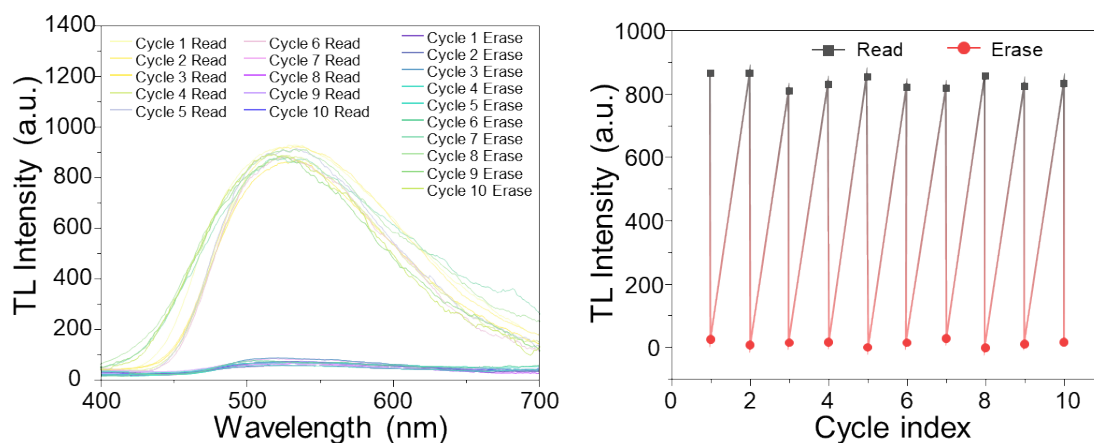 TL Intensity (a.u.)
1400
1200
1000
800
600
400
200
0
400
500
600
700
Wavelength (nm)
Cycle 1 Read
Cycle 2 Read
Cycle 3 Read
Cycle 4 Read
Cycle 5 Read
Cycle 6 Read
Cycle 7 Read
Cycle 8 Read
Cycle 9 Read
Cycle 10 Read
Cycle 1 Erase
Cycle 2 Erase
Cycle 3 Erase
Cycle 4 Erase
Cycle 5 Erase
Cycle 6 Erase
Cycle 7 Erase
Cycle 8 Erase
Cycle 9 Erase
Cycle 10 Erase
TL Intensity (a.u.)
1000
800
600
400
200
0
0
2
4
6
8
10
Cycle index
Read
Erase